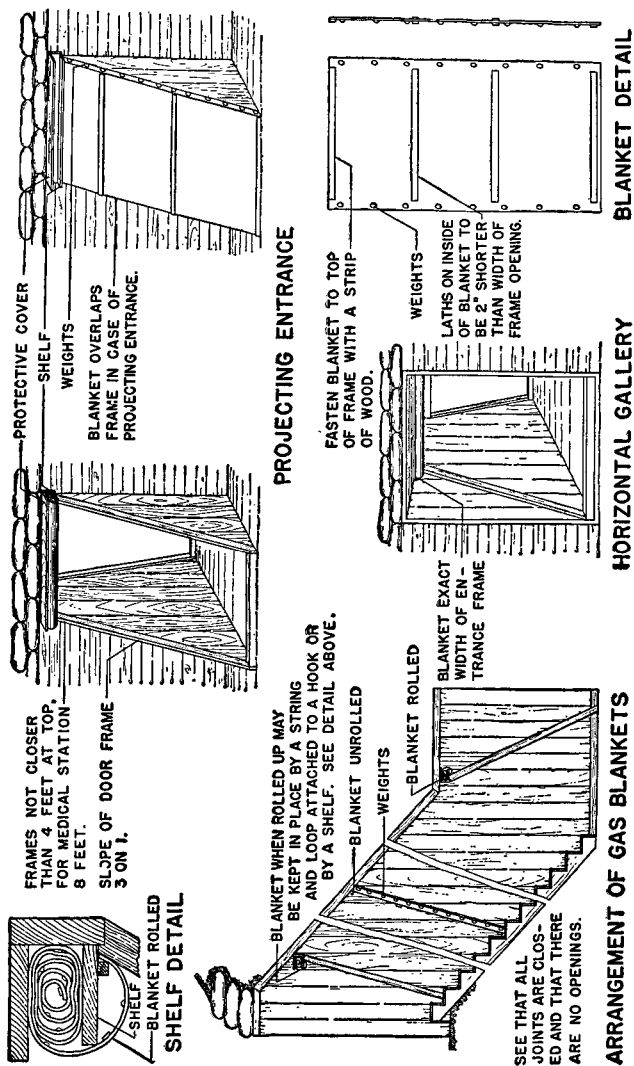 SHELF
BLANKET ROLLED
SHELF DETAIL
FRAMES NOT CLOSER
THAN 4 FEET AT TOP,
FOR MEDICAL STATION
8 FEET.
SLOPE OF DOOR FRAME
3 ON 1.
PROTECTIVE COVER
SHELF
WEIGHTS
BLANKET OVERLAPS
FRAME IN CASE OF
PROJECTING ENTRANCE.
PROJECTING ENTRANCE
BLANKET WHEN ROLLED UP MAY
BE KEPT IN PLACE BY A STRING
AND LOOP ATTACHED TO A HOOK OR
BY A SHELF. SEE DETAIL ABOVE.
BLANKET UNROLLED
WEIGHTS
BLANKET ROLLED
SEE THAT ALL
JOINTS ARE CLOS-
ED AND THAT THERE
ARE NO OPENINGS.
ARRANGEMENT OF GAS BLANKETS
BLANKET EXACT
WIDTH OF EN-
TRANCE FRAME
HORIZONTAL GALLERY
FASTEN BLANKET TO TOP
OF FRAME WITH A STRIP
OF WOOD.
WEIGHTS
LATHS ON INSIDE
OF BLANKET TO
BE 2" SHORTER
THAN WIDTH OF
FRAME OPENING.
BLANKET DETAIL